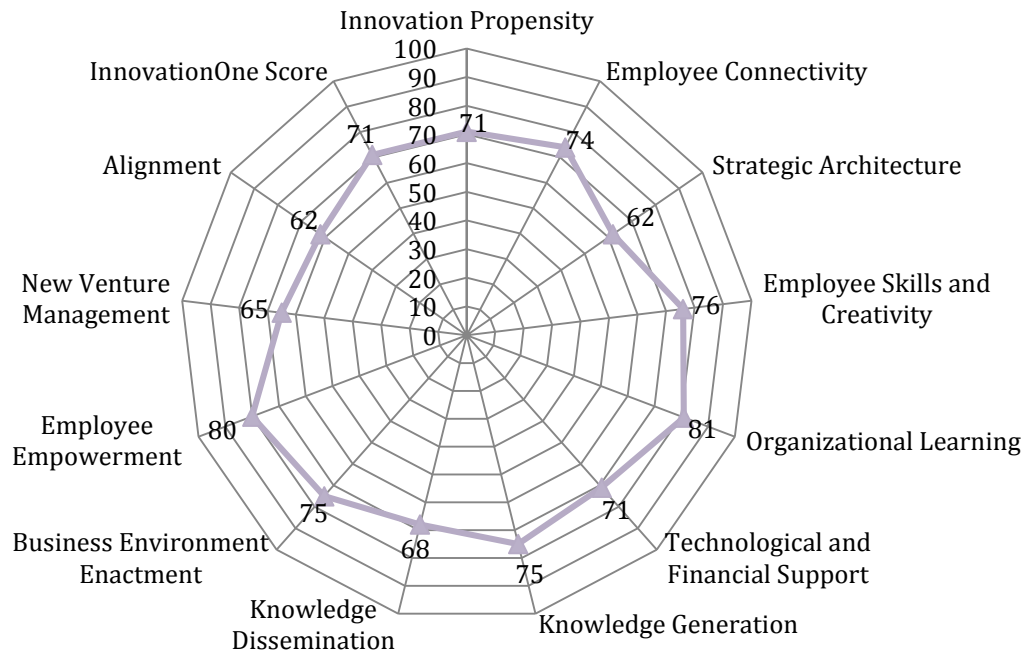 Innovation Propensity
100
90
80
70
60
50
40
30
20
10
0
InnovationOne Score
Employee Connectivity
71
71
74
Alignment
Strategic Architecture
62
62
New Venture
Management
65
76
Employee Skills and
Creativity
Employee
Empowerment
80
81
Organizational Learning
Business Environment
Enactment
75
71
Technological and
Financial Support
68
75
Knowledge
Dissemination
Knowledge Generation